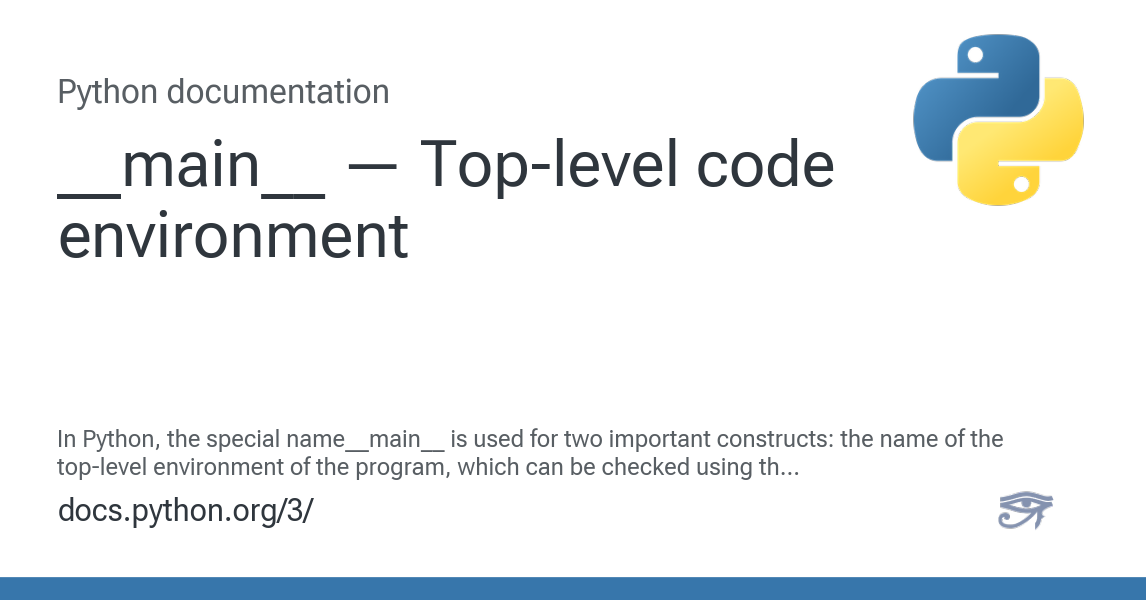 Python documentation
__main__ — Top-level code
environment
In Python, the special name__main__ is used for two important constructs: the name of the
top-level environment of the program, which can be checked using th...
docs.python.org/3/